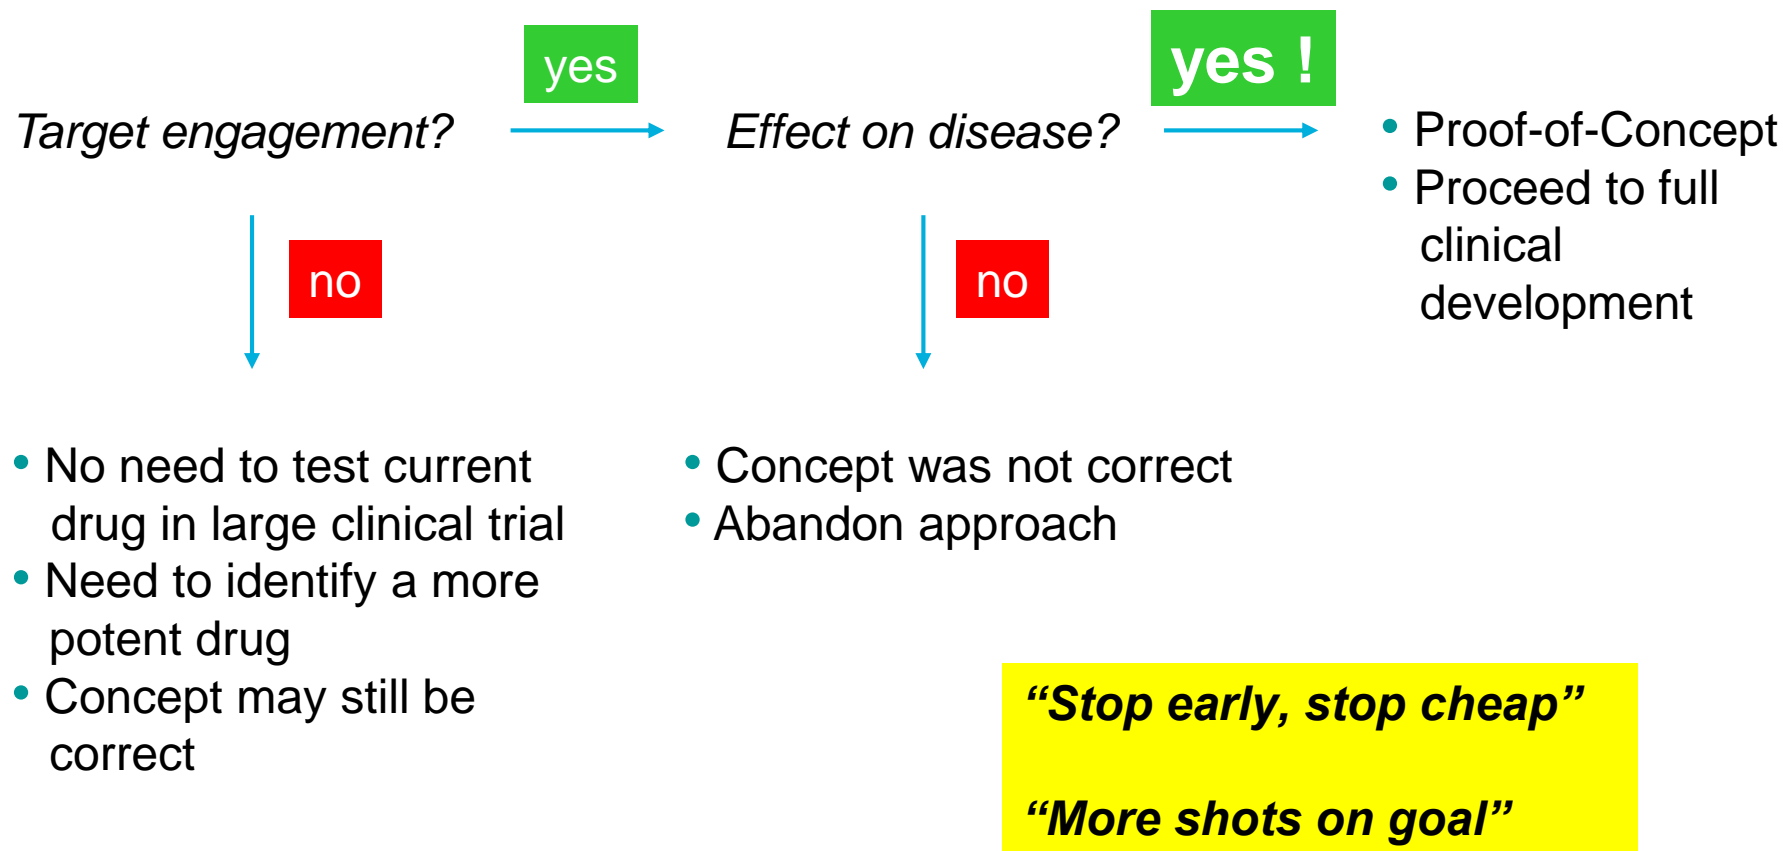 yes
yes !
Target engagement?
Effect on disease?
• Proof-of-Concept
• Proceed to full
clinical
development
no
no
• No need to test current
drug in large clinical trial
• Need to identify a more
potent drug
• Concept may still be
correct
• Concept was not correct
• Abandon approach
“Stop early, stop cheap”
“More shots on goal”